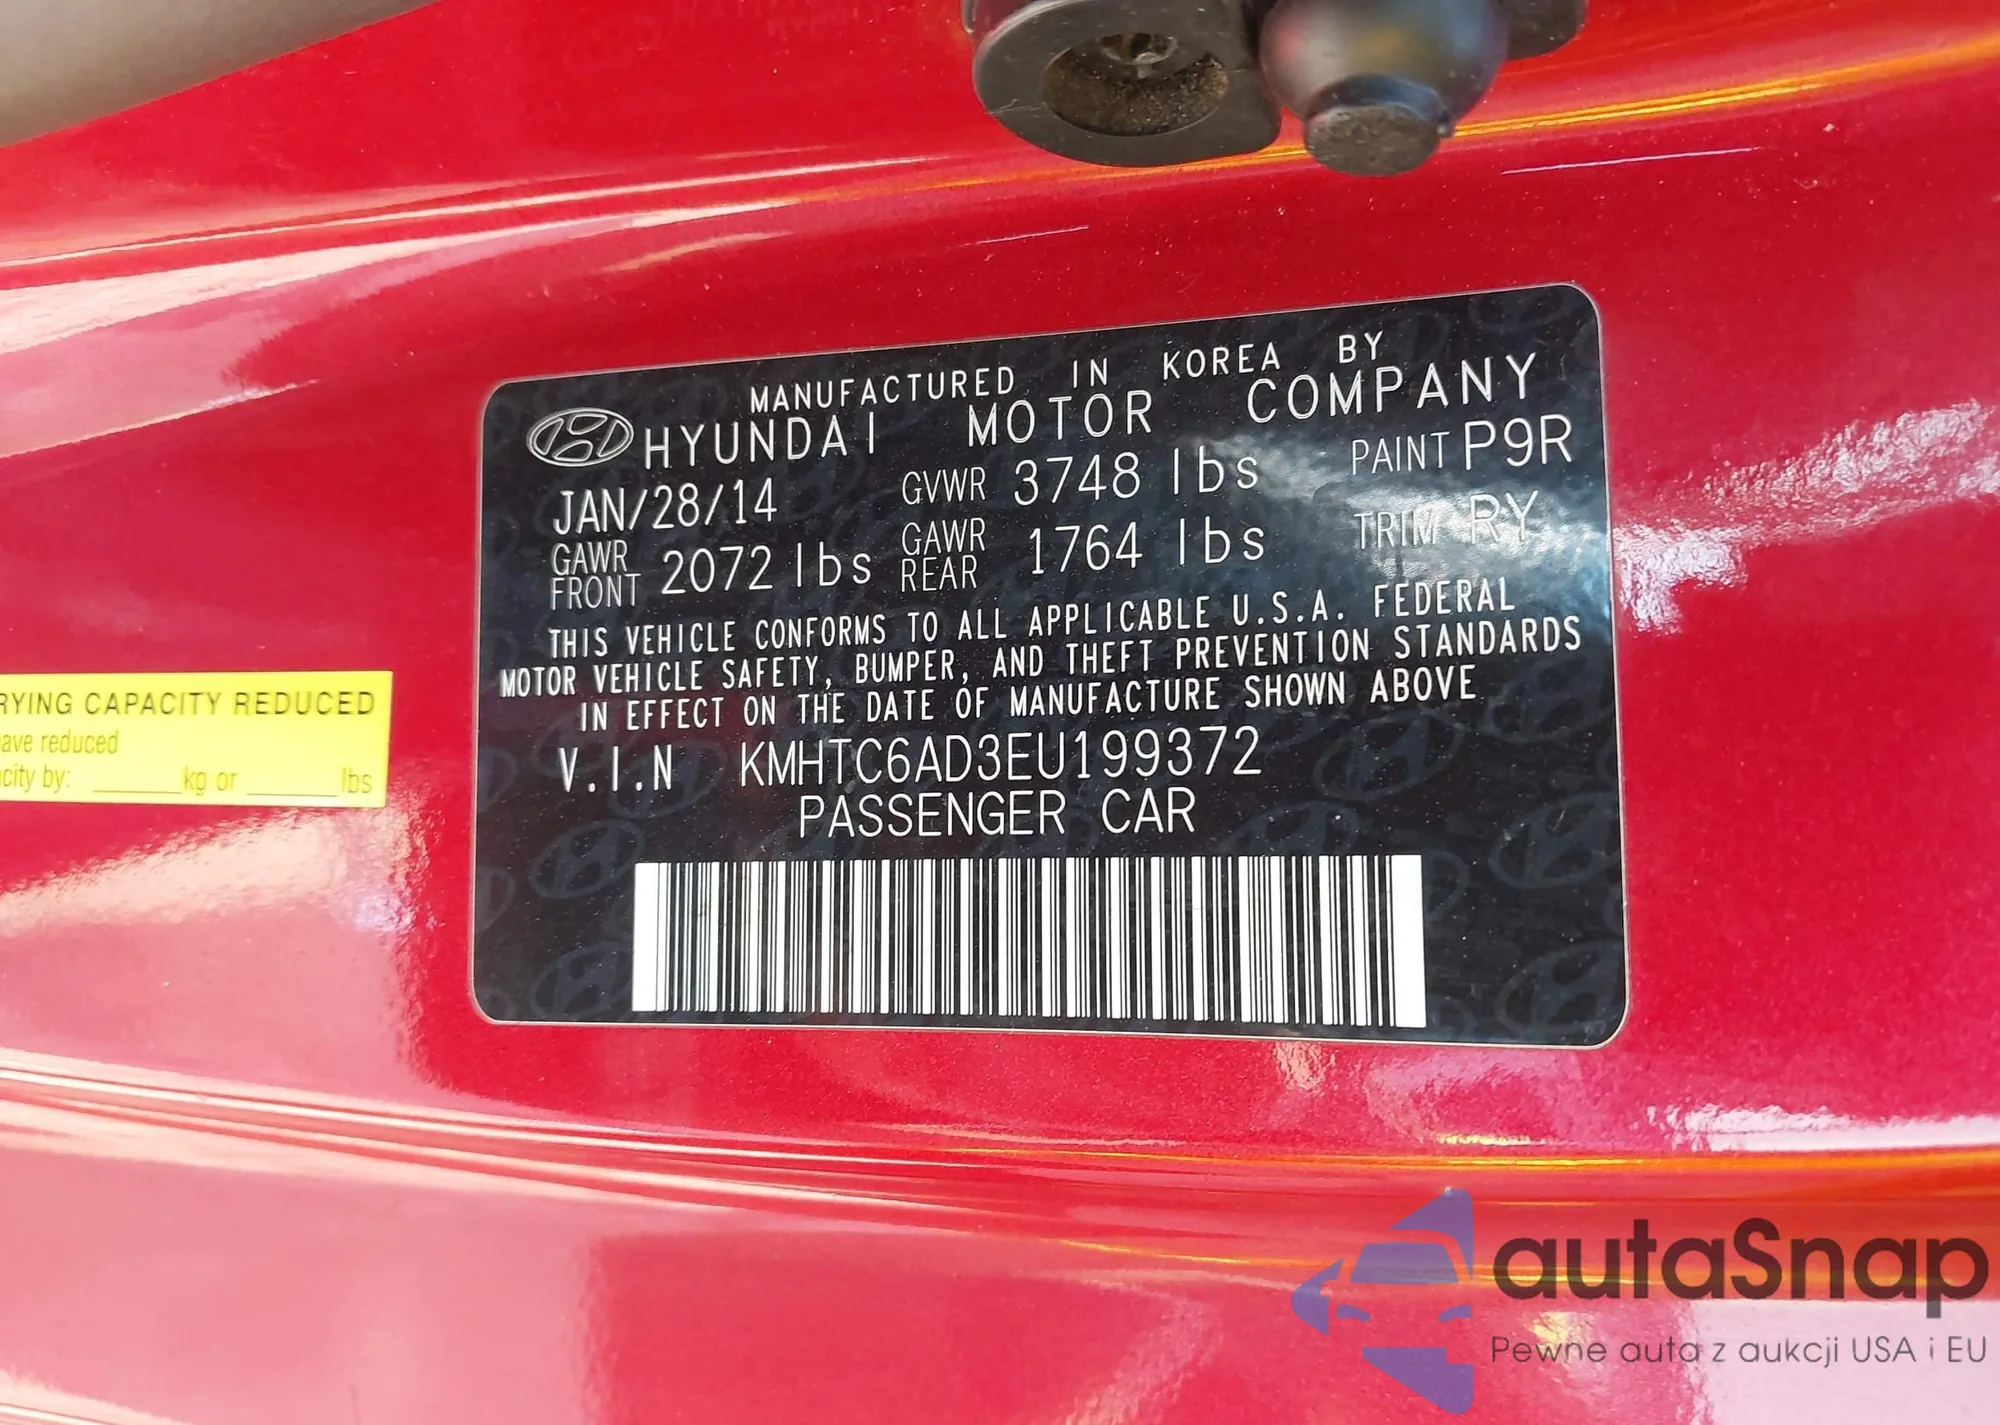 MANUFACTURED IN KOREA BY
HYUNDAI MOTOR COMPANY
JAN/28/14 GVWR 3748 lbs PAINT P9R
GAWR FRONT 2072 lbs GAWR REAR 1764 lbs TRIM RY
THIS VEHICLE CONFORMS TO ALL APPLICABLE U.S.A. FEDERAL
MOTOR VEHICLE SAFETY, BUMPER, AND THEFT PREVENTION STANDARDS
IN EFFECT ON THE DATE OF MANUFACTURE SHOWN ABOVE
V.I.N KMHTC6AD3EU199372
PASSENGER CAR
RYING CAPACITY REDUCED
ave reduced
city by: ______kg or ______lbs
autaSnap
Pewne auta z aukcji USA i EU